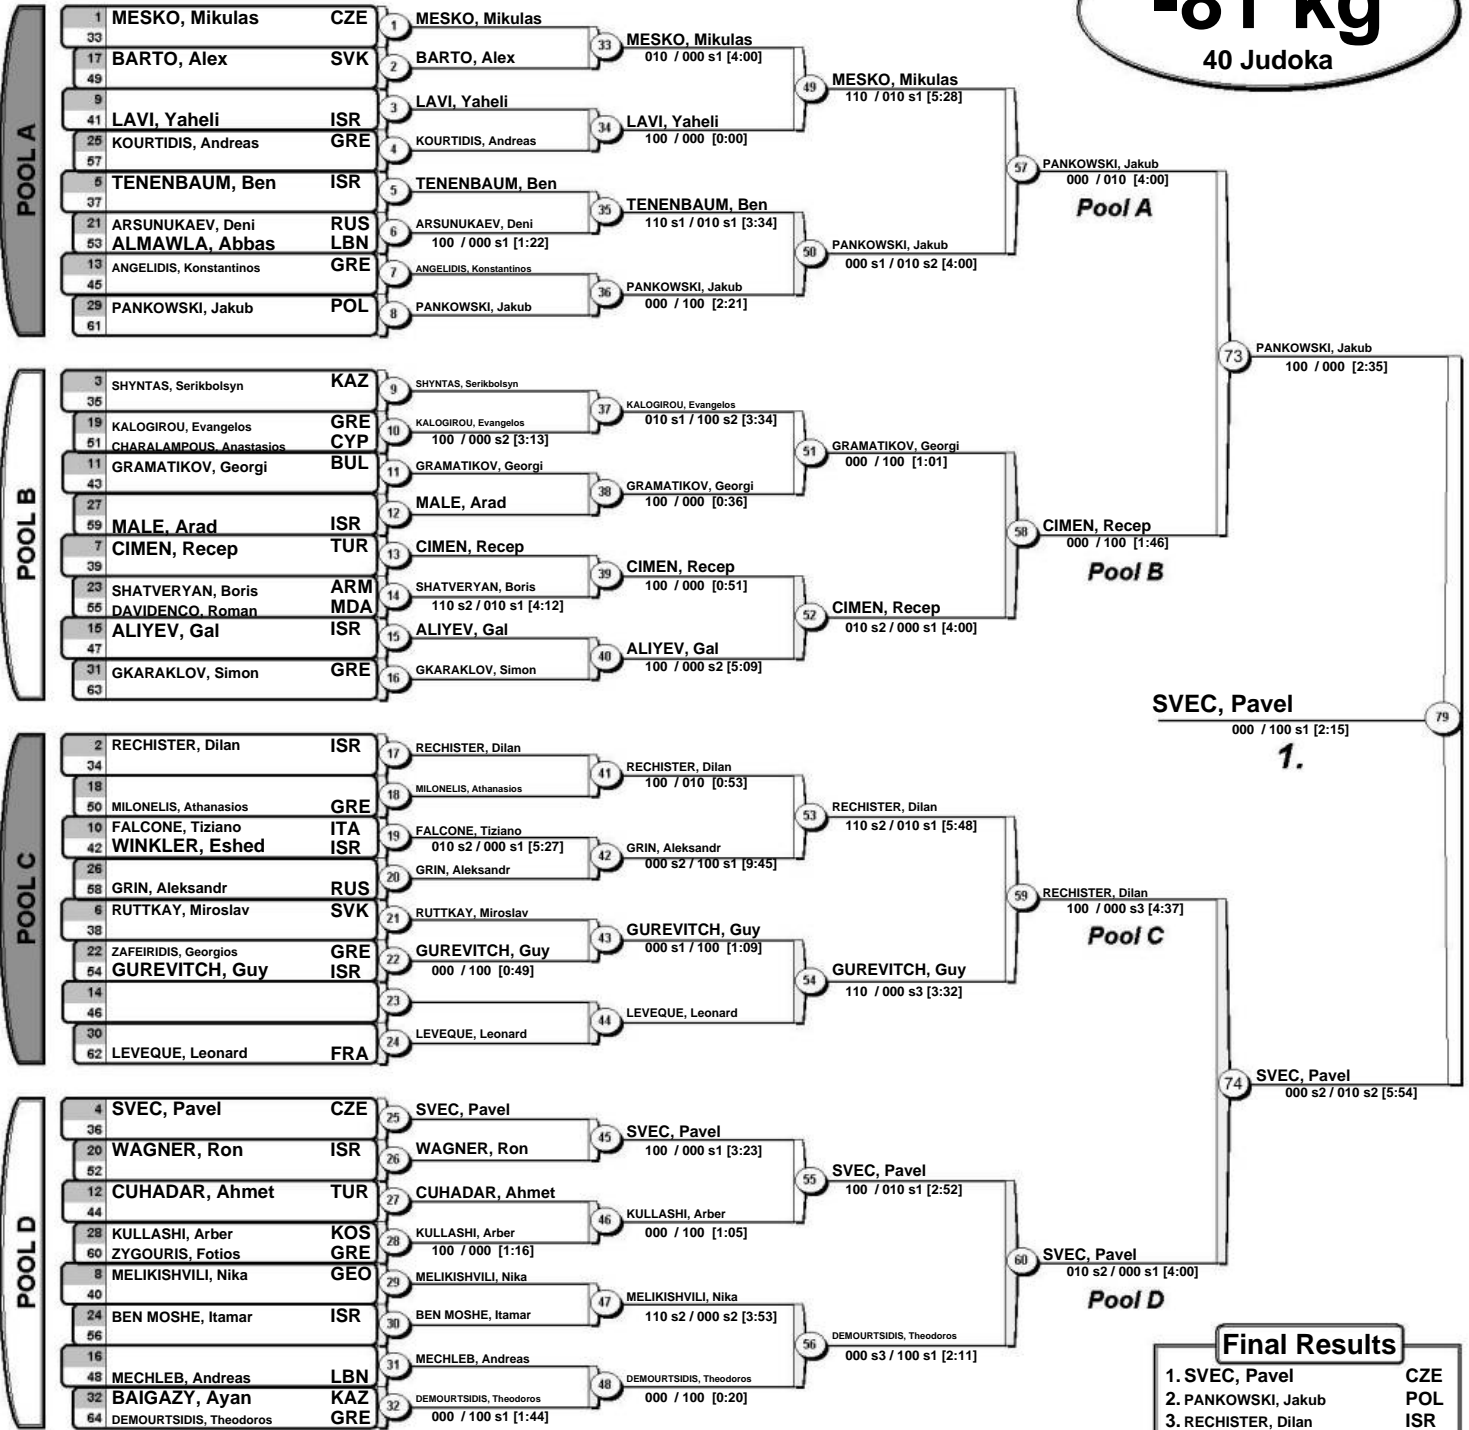 -81 kg
40 Judoka
POOL A
1 MESKO, Mikulas CZE
33
17 BARTO, Alex SVK
49
9
41 LAVI, Yaheli ISR
25 KOURTIDIS, Andreas GRE
57
5 TENENBAUM, Ben ISR
37
21 ARSUNUKAEV, Deni RUS
53 ALMAWLA, Abbas LBN
13 ANGELIDIS, Konstantinos GRE
45
29 PANKOWSKI, Jakub POL
61
1 MESKO, Mikulas
2 BARTO, Alex
3 LAVI, Yaheli
4 KOURTIDIS, Andreas
5 TENENBAUM, Ben
6 ARSUNUKAEV, Deni
100 / 000 s1 [1:22]
7 ANGELIDIS, Konstantinos
8 PANKOWSKI, Jakub
33 MESKO, Mikulas
010 / 000 s1 [4:00]
34 LAVI, Yaheli
100 / 000 [0:00]
35 TENENBAUM, Ben
110 s1 / 010 s1 [3:34]
36 PANKOWSKI, Jakub
000 / 100 [2:21]
49 MESKO, Mikulas
110 / 010 s1 [5:28]
50 PANKOWSKI, Jakub
000 s1 / 010 s2 [4:00]
57 PANKOWSKI, Jakub
000 / 010 [4:00]
Pool A
POOL B
3 SHYNTAS, Serikbolsyn KAZ
35
19 KALOGIROU, Evangelos GRE
51 CHARALAMPOUS, Anastasios CYP
11 GRAMATIKOV, Georgi BUL
43
27
59 MALE, Arad ISR
7 CIMEN, Recep TUR
39
23 SHATVERYAN, Boris ARM
55 DAVIDENCO, Roman MDA
15 ALIYEV, Gal ISR
47
31 GKARAKLOV, Simon GRE
63
9 SHYNTAS, Serikbolsyn
10 KALOGIROU, Evangelos
100 / 000 s2 [3:13]
11 GRAMATIKOV, Georgi
12 MALE, Arad
13 CIMEN, Recep
14 SHATVERYAN, Boris
110 s2 / 010 s1 [4:12]
15 ALIYEV, Gal
16 GKARAKLOV, Simon
37 KALOGIROU, Evangelos
010 s1 / 100 s2 [3:34]
38 GRAMATIKOV, Georgi
100 / 000 [0:36]
39 CIMEN, Recep
100 / 000 [0:51]
40 ALIYEV, Gal
100 / 000 s2 [5:09]
51 GRAMATIKOV, Georgi
000 / 100 [1:01]
52 CIMEN, Recep
010 s2 / 000 s1 [4:00]
58 CIMEN, Recep
000 / 100 [1:46]
Pool B
73 PANKOWSKI, Jakub
100 / 000 [2:35]
SVEC, Pavel 79
000 / 100 s1 [2:15]
1.
POOL C
2 RECHISTER, Dilan ISR
34
18
50 MILONELIS, Athanasios GRE
10 FALCONE, Tiziano ITA
42 WINKLER, Eshed ISR
26
58 GRIN, Aleksandr RUS
6 RUTTKAY, Miroslav SVK
38
22 ZAFEIRIDIS, Georgios GRE
54 GUREVITCH, Guy ISR
14
46
30
62 LEVEQUE, Leonard FRA
17 RECHISTER, Dilan
18 MILONELIS, Athanasios
19 FALCONE, Tiziano
010 s2 / 000 s1 [5:27]
20 GRIN, Aleksandr
21 RUTTKAY, Miroslav
22 GUREVITCH, Guy
000 / 100 [0:49]
23
24 LEVEQUE, Leonard
41 RECHISTER, Dilan
100 / 010 [0:53]
42 GRIN, Aleksandr
000 s2 / 100 s1 [9:45]
43 GUREVITCH, Guy
000 s1 / 100 [1:09]
44 LEVEQUE, Leonard
53 RECHISTER, Dilan
110 s2 / 010 s1 [5:48]
54 GUREVITCH, Guy
110 / 000 s3 [3:32]
59 RECHISTER, Dilan
100 / 000 s3 [4:37]
Pool C
74 SVEC, Pavel
000 s2 / 010 s2 [5:54]
POOL D
4 SVEC, Pavel CZE
36
20 WAGNER, Ron ISR
52
12 CUHADAR, Ahmet TUR
44
28 KULLASHI, Arber KOS
60 ZYGOURIS, Fotios GRE
8 MELIKISHVILI, Nika GEO
40
24 BEN MOSHE, Itamar ISR
56
16
48 MECHLEB, Andreas LBN
32 BAIGAZY, Ayan KAZ
64 DEMOURTSIDIS, Theodoros GRE
25 SVEC, Pavel
26 WAGNER, Ron
27 CUHADAR, Ahmet
28 KULLASHI, Arber
100 / 000 [1:16]
29 MELIKISHVILI, Nika
30 BEN MOSHE, Itamar
31 MECHLEB, Andreas
32 DEMOURTSIDIS, Theodoros
000 / 100 s1 [1:44]
45 SVEC, Pavel
100 / 000 s1 [3:23]
46 KULLASHI, Arber
000 / 100 [1:05]
47 MELIKISHVILI, Nika
110 s2 / 000 s2 [3:53]
48 DEMOURTSIDIS, Theodoros
000 / 100 [0:20]
55 SVEC, Pavel
100 / 010 s1 [2:52]
56 DEMOURTSIDIS, Theodoros
000 s3 / 100 s1 [2:11]
60 SVEC, Pavel
010 s2 / 000 s1 [4:00]
Pool D
Final Results
1. SVEC, Pavel CZE
2. PANKOWSKI, Jakub POL
3. RECHISTER, Dilan ISR